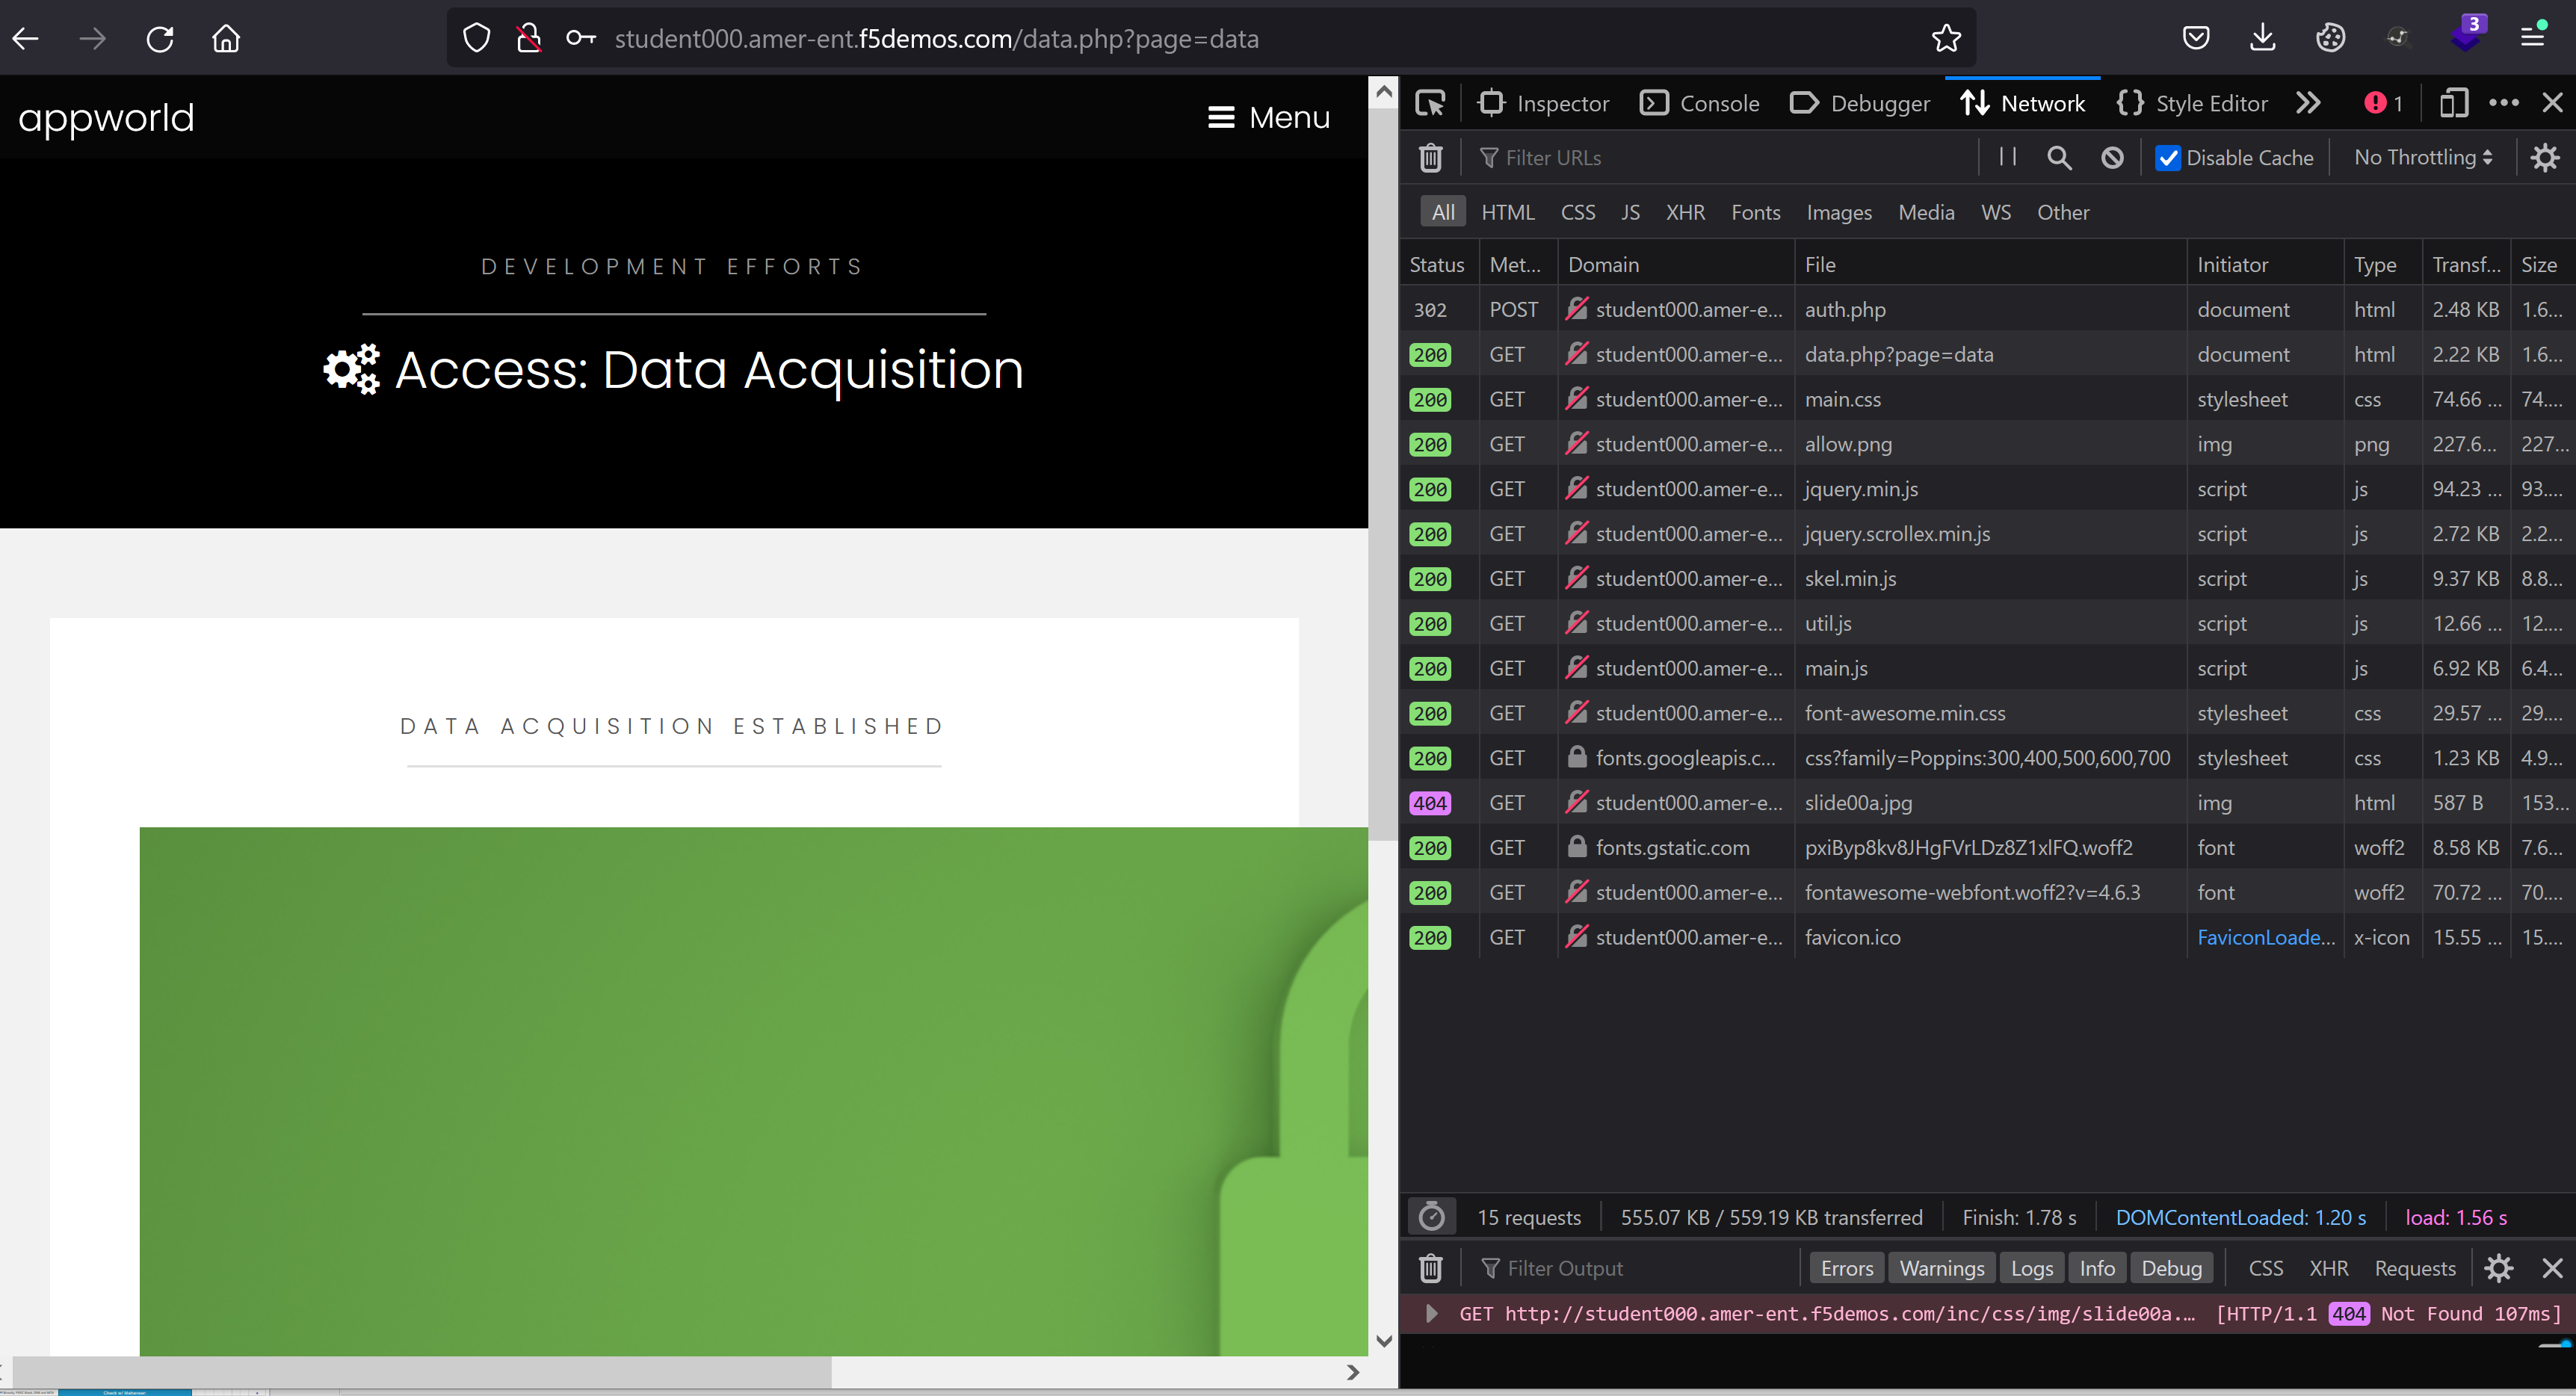 student000.amer-ent.f5demos.com/data.php?page=data
3
appworld
Menu
DEVELOPMENT EFFORTS
Access: Data Acquisition
DATA ACQUISITION ESTABLISHED
Inspector Console Debugger Network Style Editor 1
Filter URLs Disable Cache No Throttling
All HTML CSS JS XHR Fonts Images Media WS Other
Status Met... Domain File Initiator Type Transf... Size
302 POST student000.amer-e... auth.php document html 2.48 KB 1.6...
200 GET student000.amer-e... data.php?page=data document html 2.22 KB 1.6...
200 GET student000.amer-e... main.css stylesheet css 74.66 ... 74....
200 GET student000.amer-e... allow.png img png 227.6... 227...
200 GET student000.amer-e... jquery.min.js script js 94.23 ... 93....
200 GET student000.amer-e... jquery.scrollex.min.js script js 2.72 KB 2.2...
200 GET student000.amer-e... skel.min.js script js 9.37 KB 8.8...
200 GET student000.amer-e... util.js script js 12.66 ... 12....
200 GET student000.amer-e... main.js script js 6.92 KB 6.4...
200 GET student000.amer-e... font-awesome.min.css stylesheet css 29.57 ... 29....
200 GET fonts.googleapis.c... css?family=Poppins:300,400,500,600,700 stylesheet css 1.23 KB 4.9...
404 GET student000.amer-e... slide00a.jpg img html 587 B 153...
200 GET fonts.gstatic.com pxiByp8kv8JHgFVrLDz8Z1xlFQ.woff2 font woff2 8.58 KB 7.6...
200 GET student000.amer-e... fontawesome-webfont.woff2?v=4.6.3 font woff2 70.72 ... 70....
200 GET student000.amer-e... favicon.ico FaviconLoade... x-icon 15.55 ... 15....
15 requests 555.07 KB / 559.19 KB transferred Finish: 1.78 s DOMContentLoaded: 1.20 s load: 1.56 s
Filter Output Errors Warnings Logs Info Debug CSS XHR Requests
GET http://student000.amer-ent.f5demos.com/inc/css/img/slide00a.... [HTTP/1.1 404 Not Found 107ms]